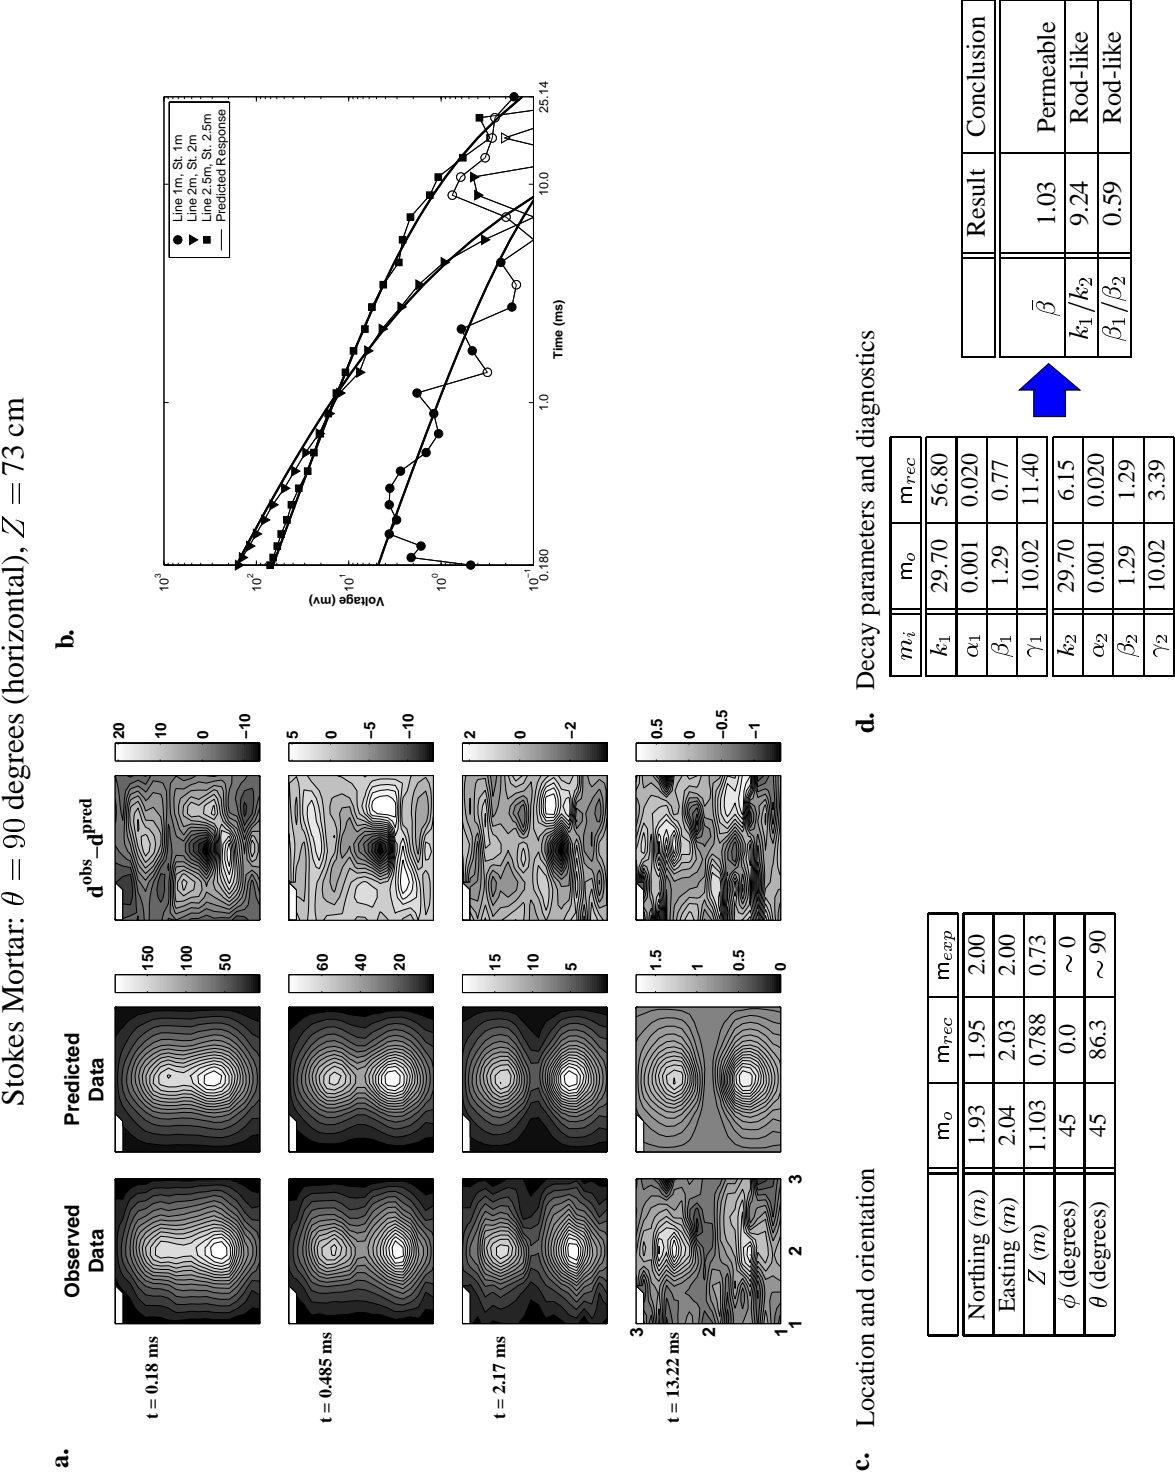 Stokes Mortar: θ = 90 degrees (horizontal), Z = 73 cm
a.
Observed Data
Predicted Data
d^obs–d^pred
t = 0.18 ms
150
100
50
20
10
0
−10
t = 0.485 ms
60
40
20
5
0
−5
−10
t = 2.17 ms
15
10
5
2
0
−2
t = 13.22 ms
3
2
1
1
2
3
1.5
1
0.5
0
0.5
0
−0.5
−1
b.
Voltage (mv)
10^3
10^2
10^1
10^0
10^−1
0.180
1.0
10.0
25.14
Time (ms)
Line 1m, St. 1m
Line 2m, St. 2m
Line 2.5m, St. 2.5m
Predicted Response
c. Location and orientation
m_o m_rec m_exp
Northing (m) 1.93 1.95 2.00
Easting (m) 2.04 2.03 2.00
Z (m) 1.103 0.788 0.73
ϕ (degrees) 45 0.0 ∼ 0
θ (degrees) 45 86.3 ∼ 90
d. Decay parameters and diagnostics
m_i m_o m_rec
k_1 29.70 56.80
α_1 0.001 0.020
β_1 1.29 0.77
γ_1 10.02 11.40
k_2 29.70 6.15
α_2 0.001 0.020
β_2 1.29 1.29
γ_2 10.02 3.39
Result Conclusion
β̄ 1.03 Permeable
k_1/k_2 9.24 Rod-like
β_1/β_2 0.59 Rod-like